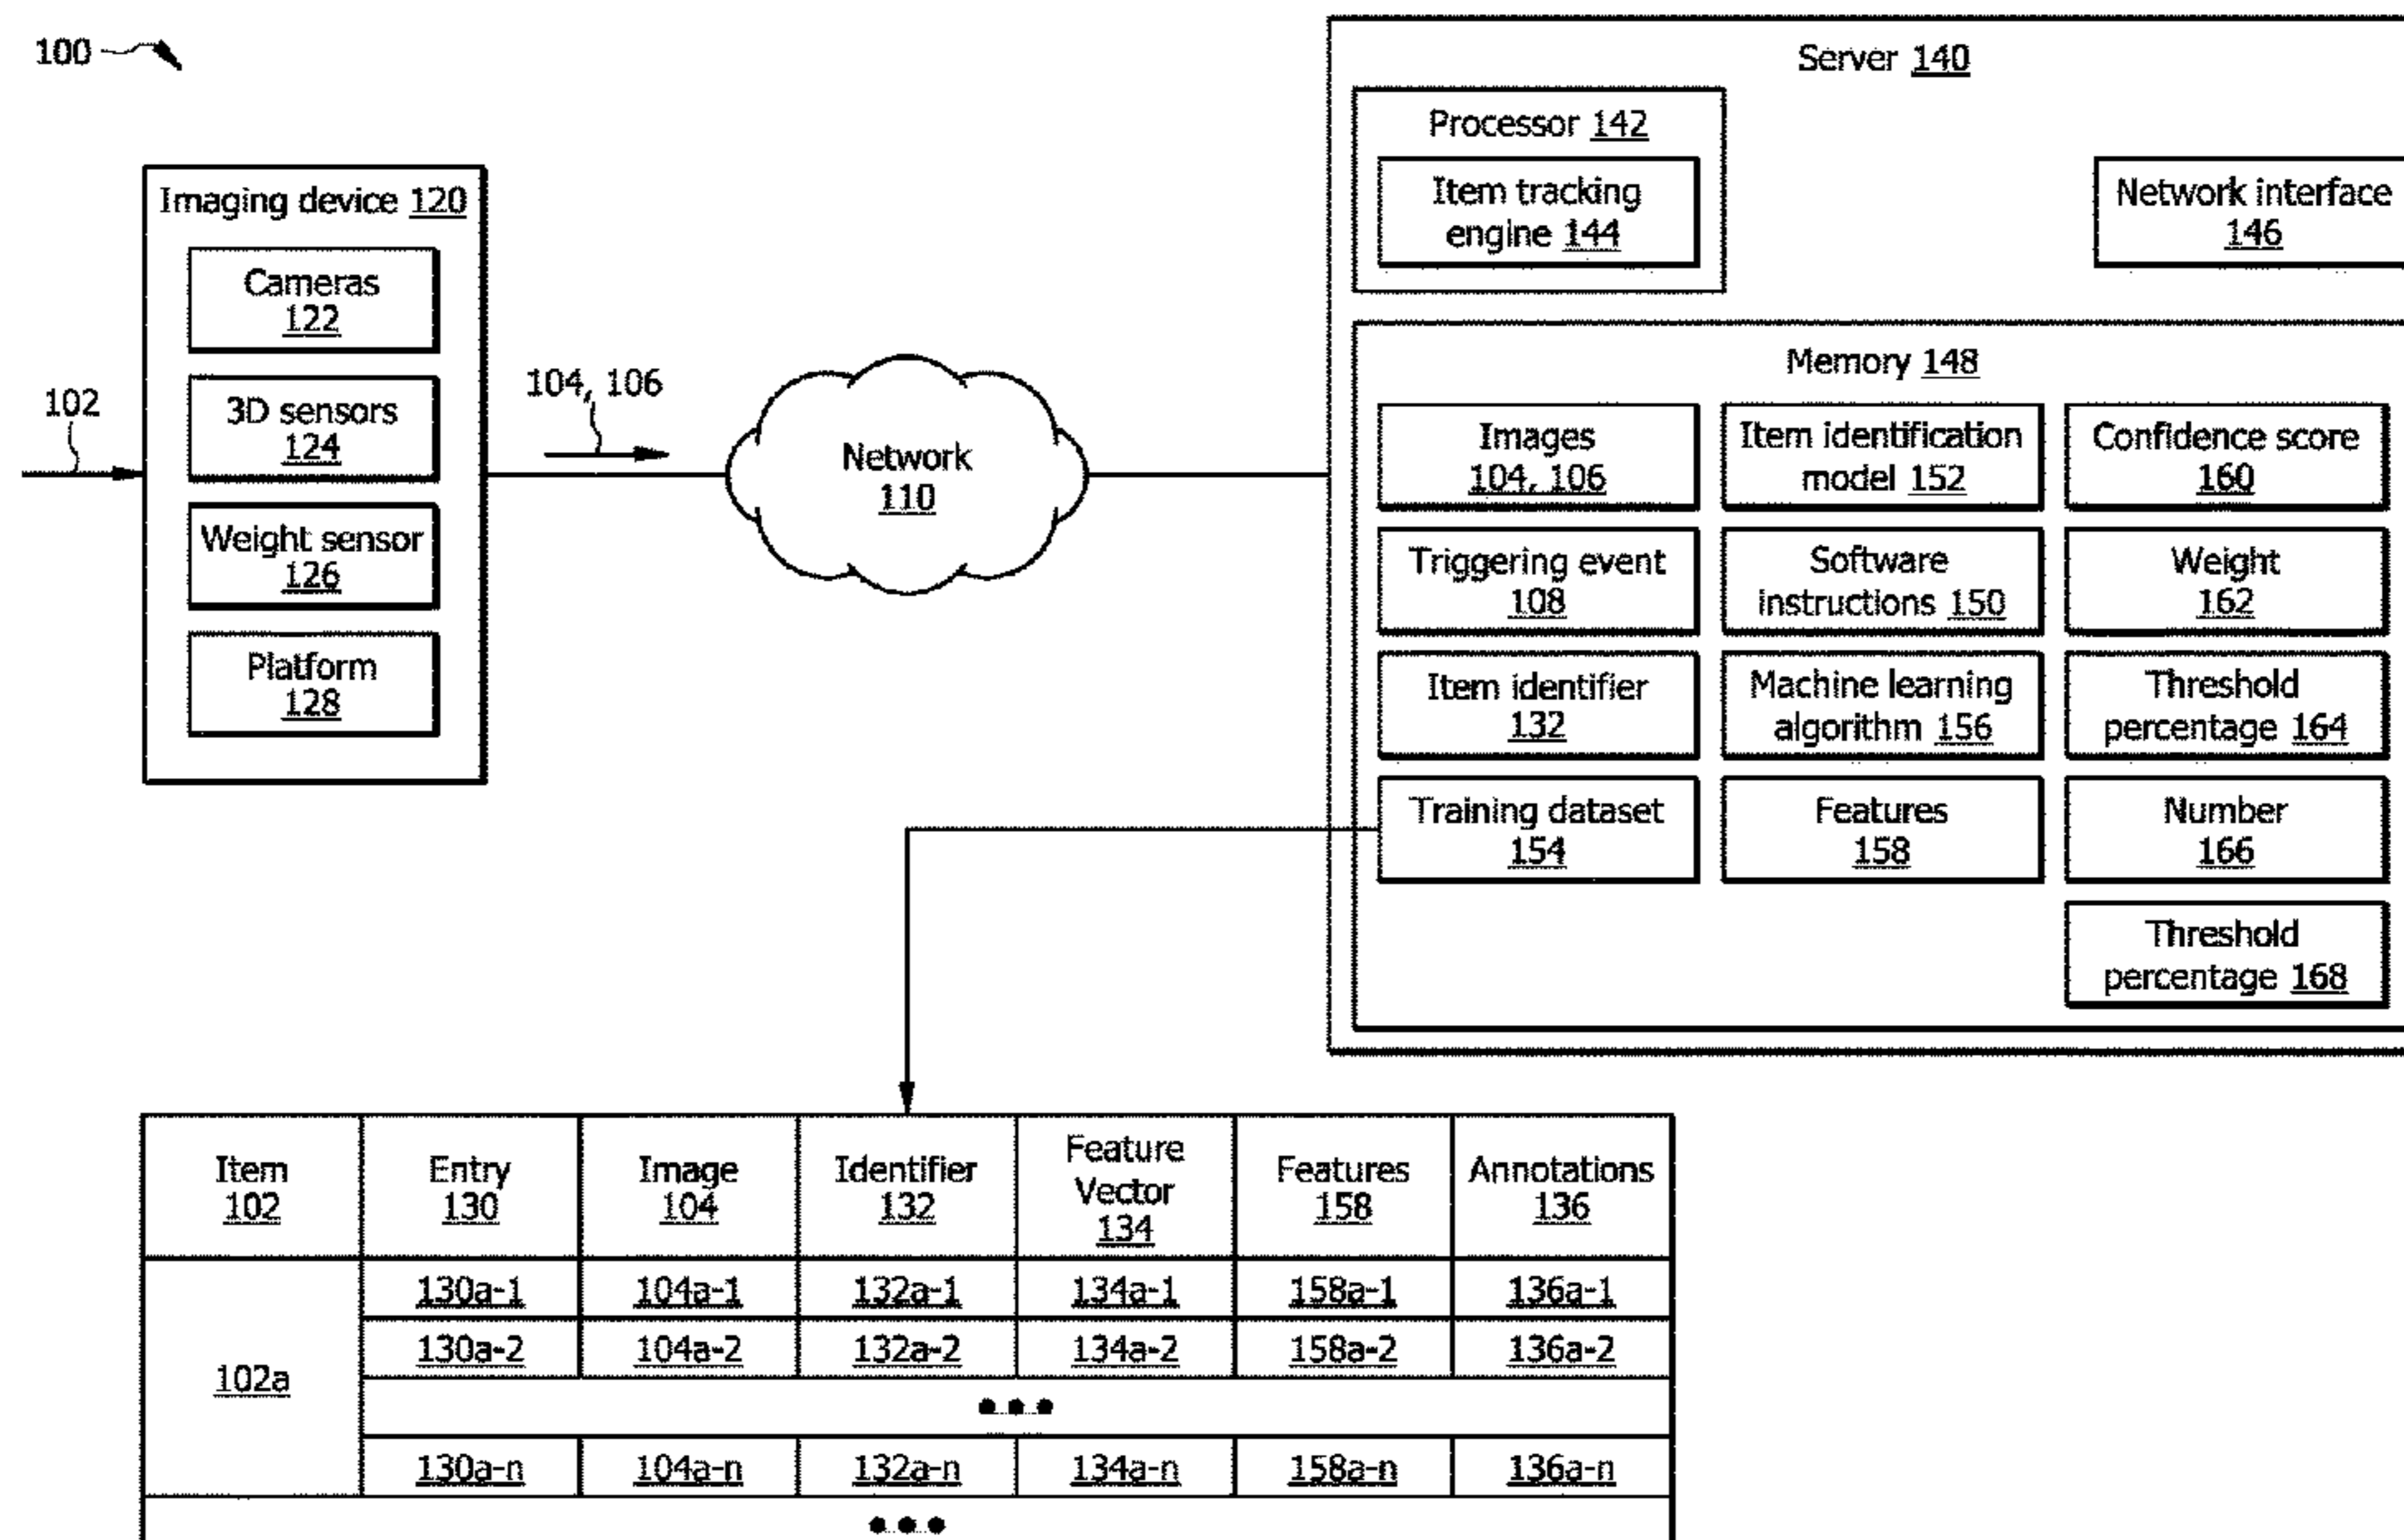 100
Server 140
Processor 142
Item tracking
engine 144
Network interface
146
Imaging device 120
Cameras
122
3D sensors
124
Weight sensor
126
Platform
128
102
104, 106
Network
110
Memory 148
Images
104, 106
Item identification
model 152
Confidence score
160
Triggering event
108
Software
instructions 150
Weight
162
Item identifier
132
Machine learning
algorithm 156
Threshold
percentage 164
Training dataset
154
Features
158
Number
166
Threshold
percentage 168
Item
102
Entry
130
Image
104
Identifier
132
Feature
Vector
134
Features
158
Annotations
136
102a
130a-1 104a-1 132a-1 134a-1 158a-1 136a-1
130a-2 104a-2 132a-2 134a-2 158a-2 136a-2
130a-n 104a-n 132a-n 134a-n 158a-n 136a-n